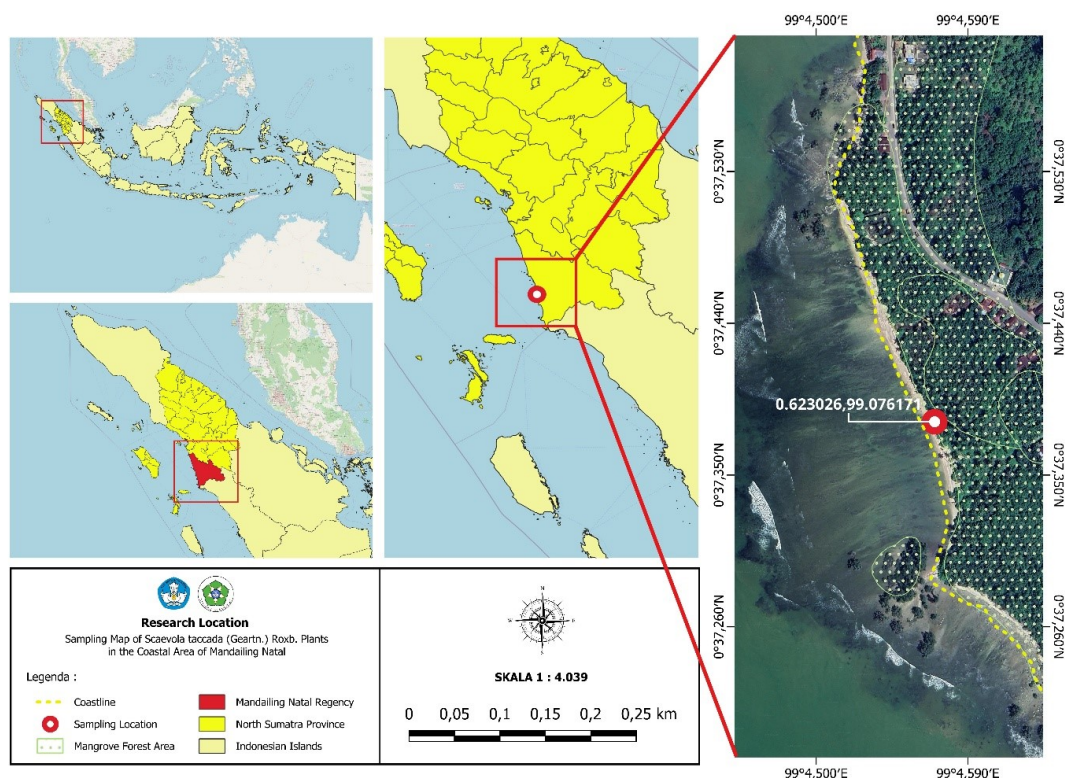 99°4,500'E
99°4,590'E
0°37,530'N
0°37,530'N
0°37,440'N
0°37,440'N
0.623026,99.076171
0°37,350'N
0°37,350'N
0°37,260'N
0°37,260'N
99°4,500'E
99°4,590'E
Research Location
Sampling Map of Scaevola taccada (Geartn.) Roxb. Plants
in the Coastal Area of Mandailing Natal
Legenda :
Coastline
Sampling Location
Mangrove Forest Area
Mandailing Natal Regency
North Sumatra Province
Indonesian Islands
N
SKALA 1 : 4.039
0 0,05 0,1 0,15 0,2 0,25 km